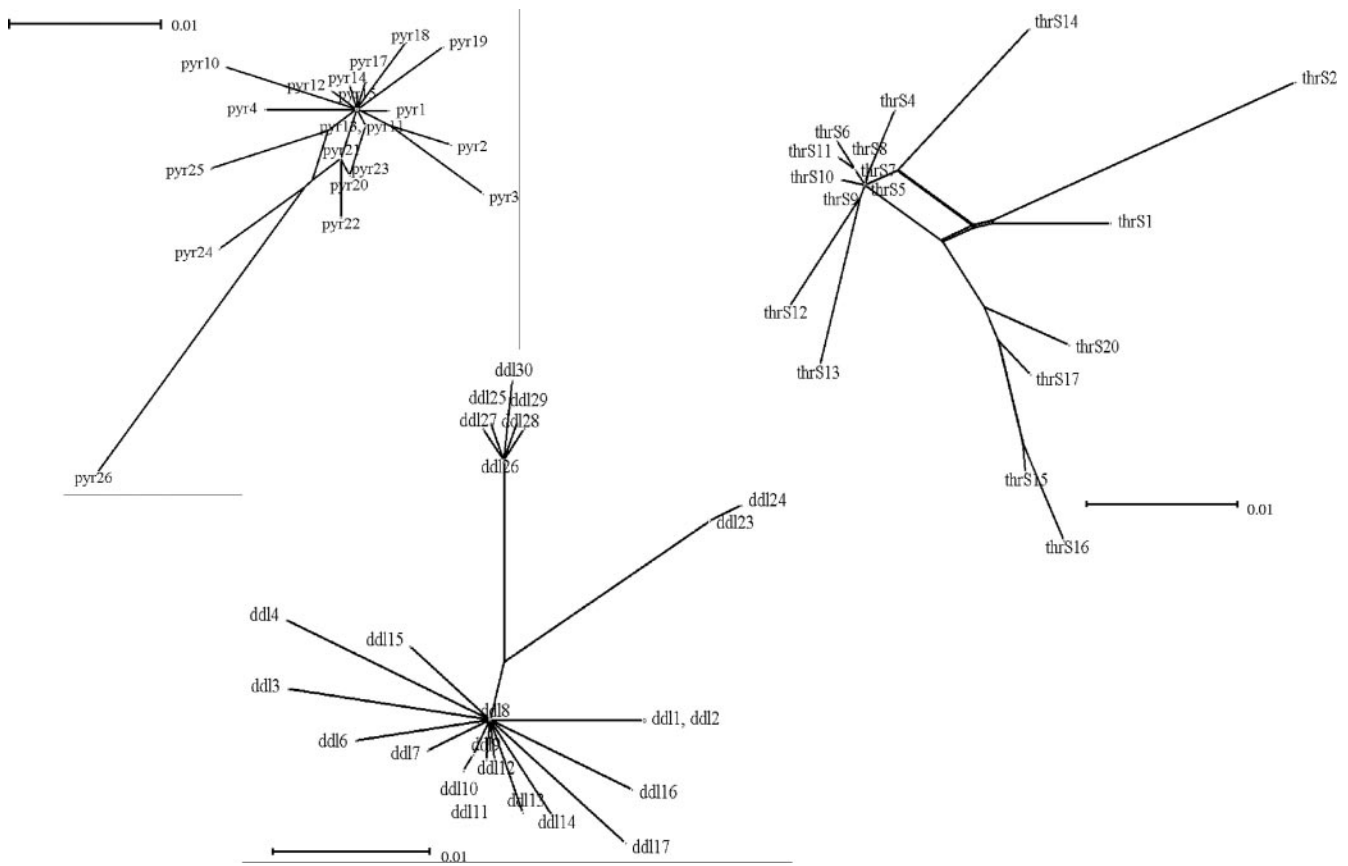 0.01
pyr18
pyr19
pyr10
pyr17
pyr14
pyr12
pyr15
pyr4
pyr1
pyr13, pyr11
pyr2
pyr21
pyr25
pyr23
pyr20
pyr3
pyr22
pyr24
pyr26
thrS14
thrS2
thrS4
thrS6
thrS8
thrS11
thrS7
thrS10
thrS5
thrS9
thrS1
thrS12
thrS20
thrS13
thrS17
thrS15
thrS16
0.01
ddl30
ddl25
ddl29
ddl27
ddl28
ddl26
ddl24
ddl23
ddl4
ddl15
ddl3
ddl8
ddl1, ddl2
ddl6
ddl7
ddl9
ddl12
ddl10
ddl16
ddl13
ddl11
ddl14
ddl17
0.01